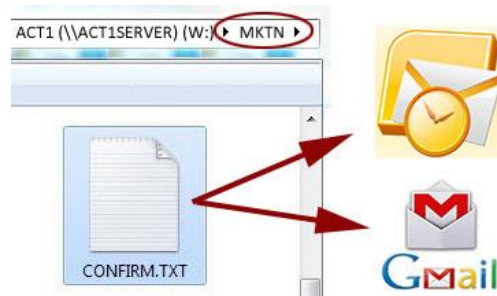 ACT1 (\\ACT1SERVER) (W:) ▸ MKTN ▸
CONFIRM.TXT
Gmail